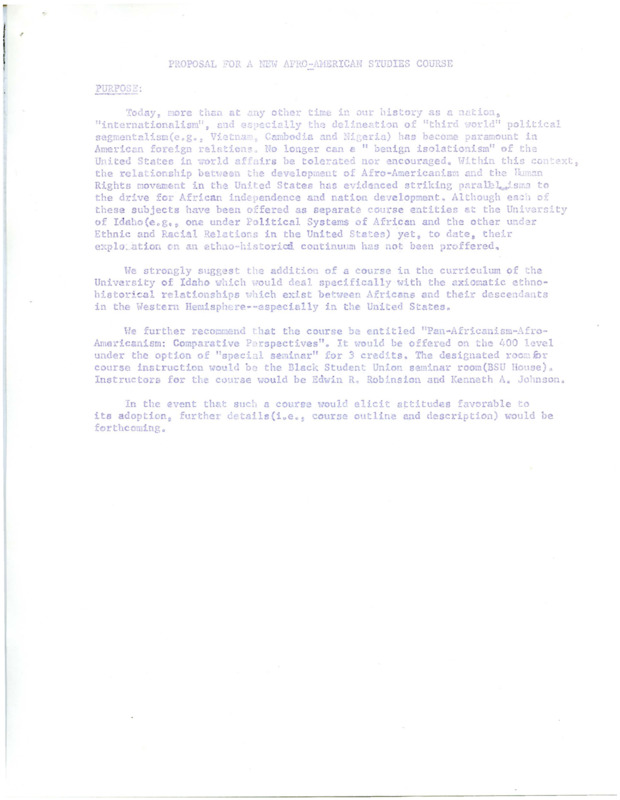 PROPOSAL FOR A NEW AFRO-AMERICAN STUDIES COURSE
PURPOSE:
Today, more than at any other time in our history as a nation,
"internationalism", and especially the delineation of "third world" political
segmentalism(e.g., Vietnam, Cambodia and Nigeria) has become paramount in
American foreign relations. No longer can a " benign isolationism" of the
United States in world affairs be tolerated nor encouraged. Within this context,
the relationship between the development of Afro-Americanism and the Human
Rights movement in the United States has evidenced striking parallelisms to
the drive for African independence and nation development. Although each of
these subjects have been offered as separate course entities at the University
of Idaho(e.g., one under Political Systems of African and the other under
Ethnic and Racial Relations in the United States) yet, to date, their
exploration on an ethno-historical continuum has not been proffered.
We strongly suggest the addition of a course in the curriculum of the
University of Idaho which would deal specifically with the axiomatic ethno-
historical relationships which exist between Africans and their descendants
in the Western Hemisphere--especially in the United States.
We further recommend that the course be entitled "Pan-Africanism-Afro-
Americanism: Comparative Perspectives". It would be offered on the 400 level
under the option of "special seminar" for 3 credits. The designated room for
course instruction would be the Black Student Union seminar room(BSU House).
Instructors for the course would be Edwin R. Robinsion and Kenneth A. Johnson.
In the event that such a course would elicit attitudes favorable to
its adoption, further details(i.e., course outline and description) would be
forthcoming.